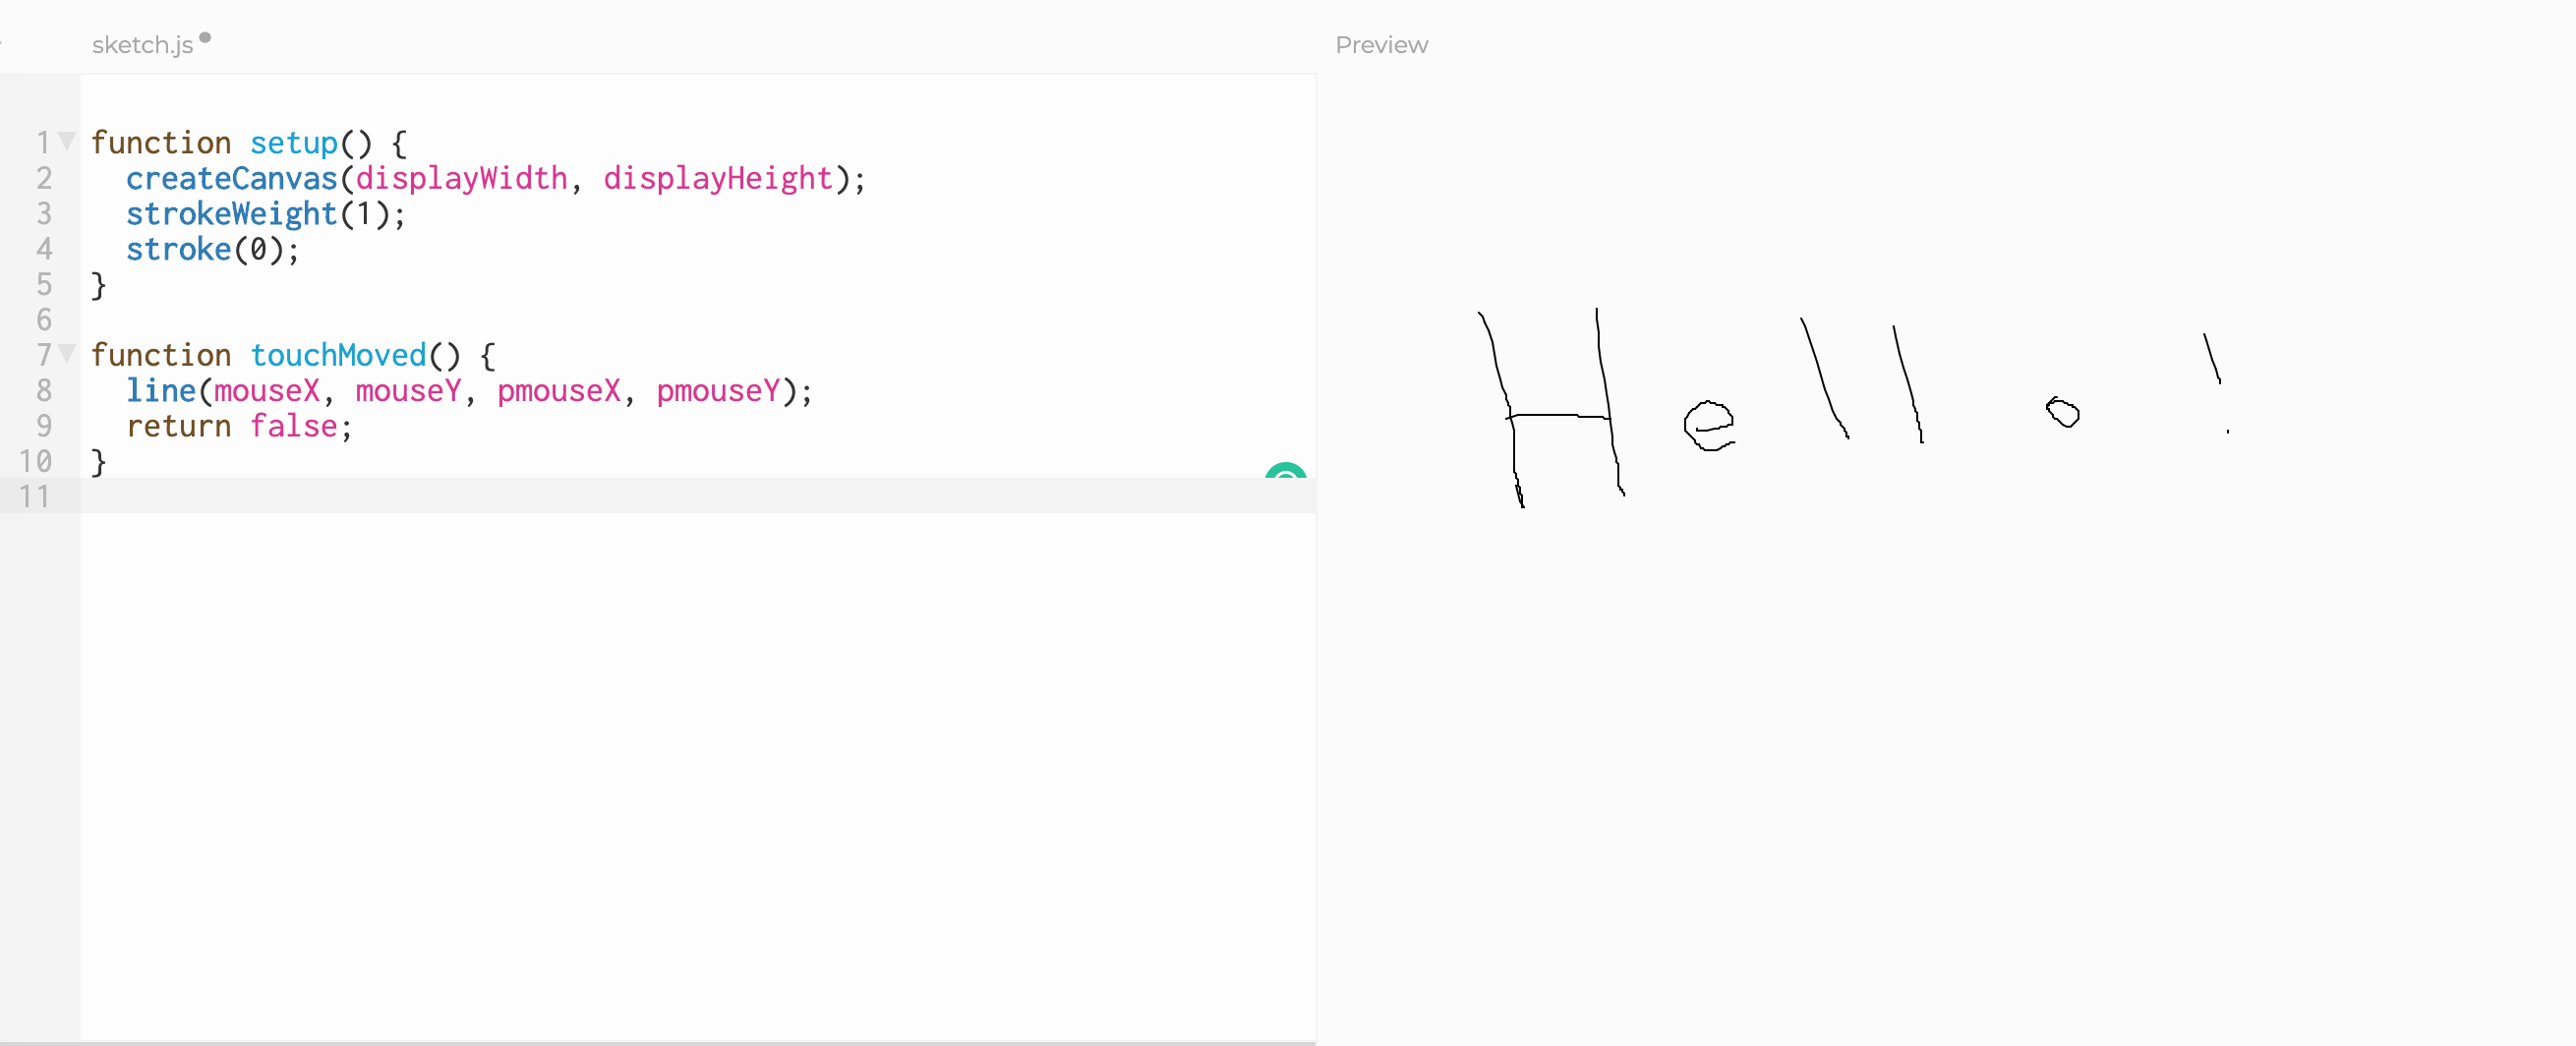 sketch.js
Preview
1 function setup() {
2   createCanvas(displayWidth, displayHeight);
3   strokeWeight(1);
4   stroke(0);
5 }
6
7 function touchMoved() {
8   line(mouseX, mouseY, pmouseX, pmouseY);
9   return false;
10 }
11
Hello!